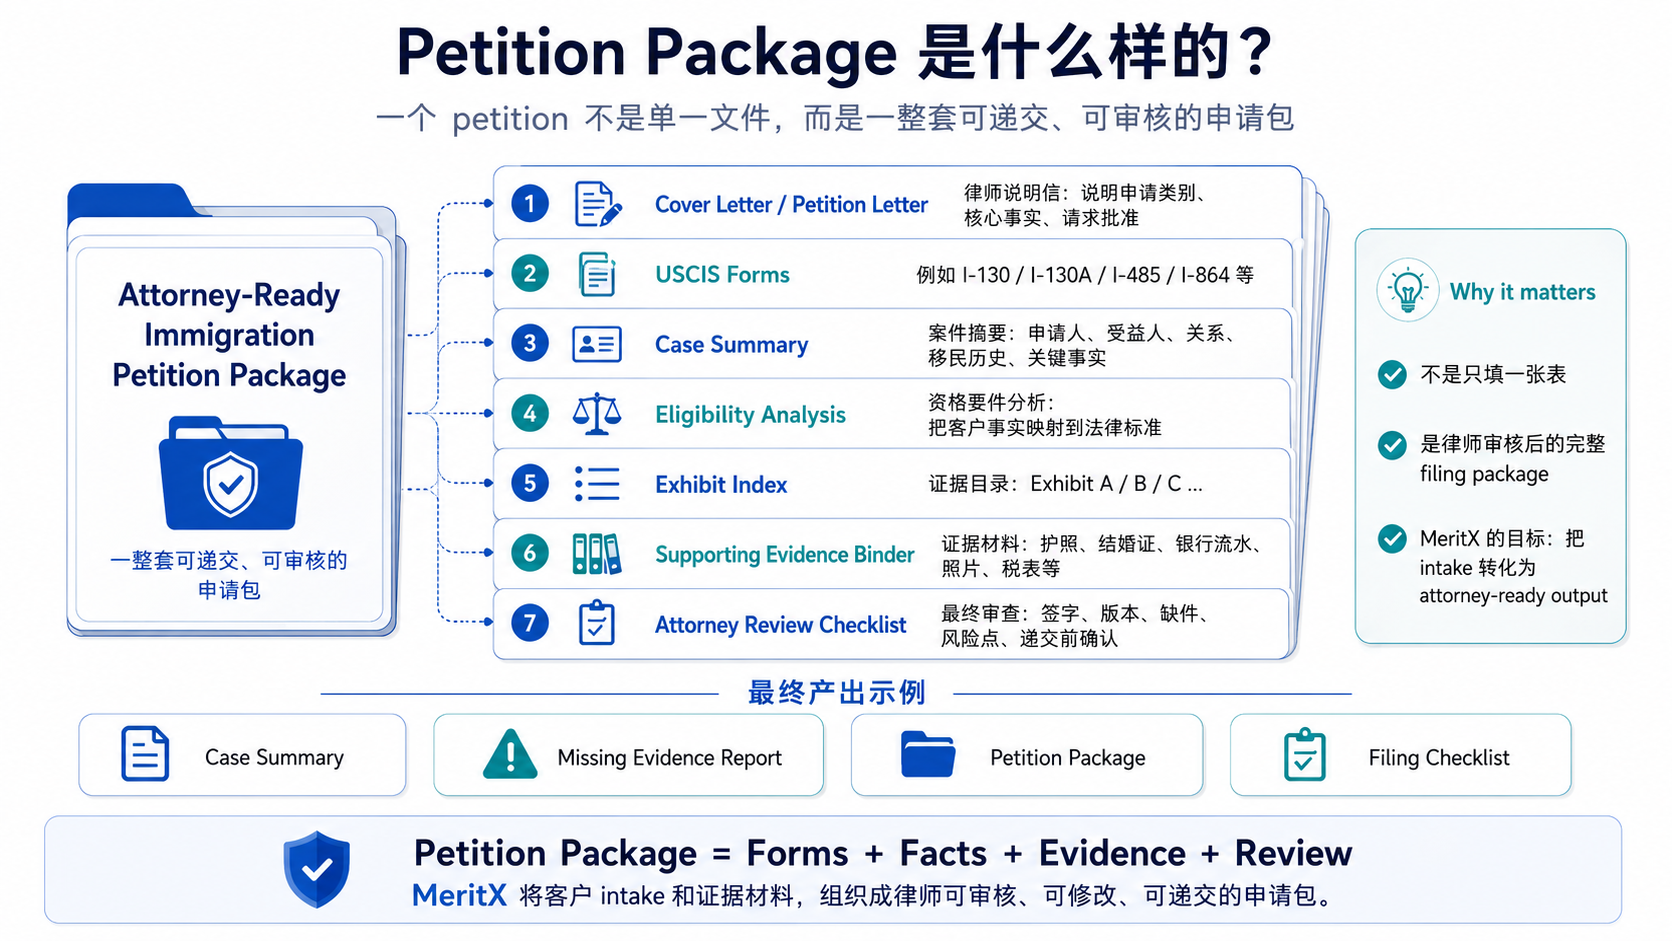 Petition Package 是什么样的？
一个 petition 不是单一文件，而是一整套可递交、可审核的申请包
Attorney-Ready
Immigration
Petition Package
一整套可递交、可审核的
申请包
1
Cover Letter / Petition Letter
律师说明信：说明申请类别、
核心事实、请求批准
2
USCIS Forms
例如 I-130 / I-130A / I-485 / I-864 等
3
Case Summary
案件摘要：申请人、受益人、关系、
移民历史、关键事实
4
Eligibility Analysis
资格要件分析：
把客户事实映射到法律标准
5
Exhibit Index
证据目录：Exhibit A / B / C ...
6
Supporting Evidence Binder
证据材料：护照、结婚证、银行流水、
照片、税表等
7
Attorney Review Checklist
最终审查：签字、版本、缺件、
风险点、递交前确认
Why it matters
不是只填一张表
是律师审核后的完整
filing package
MeritX 的目标：把
intake 转化为
attorney-ready output
最终产出示例
Case Summary
Missing Evidence Report
Petition Package
Filing Checklist
Petition Package = Forms + Facts + Evidence + Review
MeritX 将客户 intake 和证据材料，组织成律师可审核、可修改、可递交的申请包。